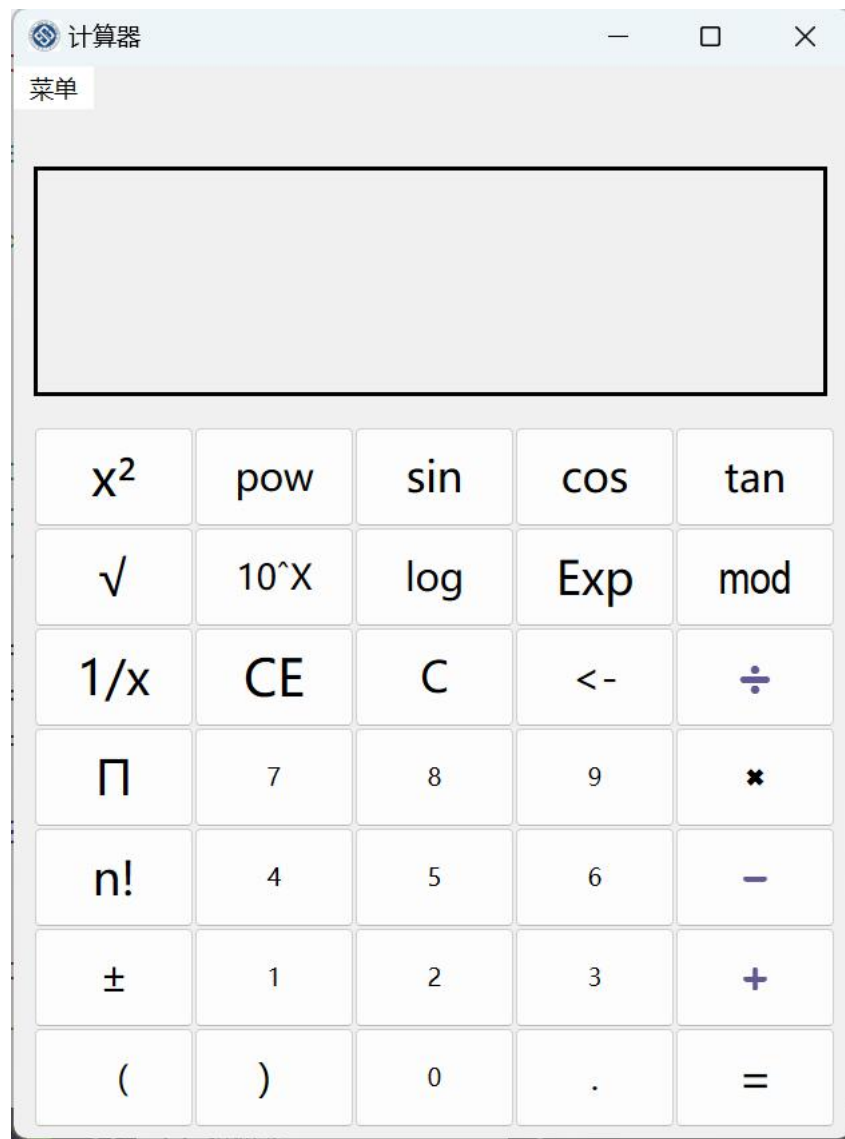 计算器
菜单
x² pow sin cos tan
√ 10^X log Exp mod
1/x CE C <- ÷
Π 7 8 9 ✖
n! 4 5 6 −
± 1 2 3 +
( ) 0 . =